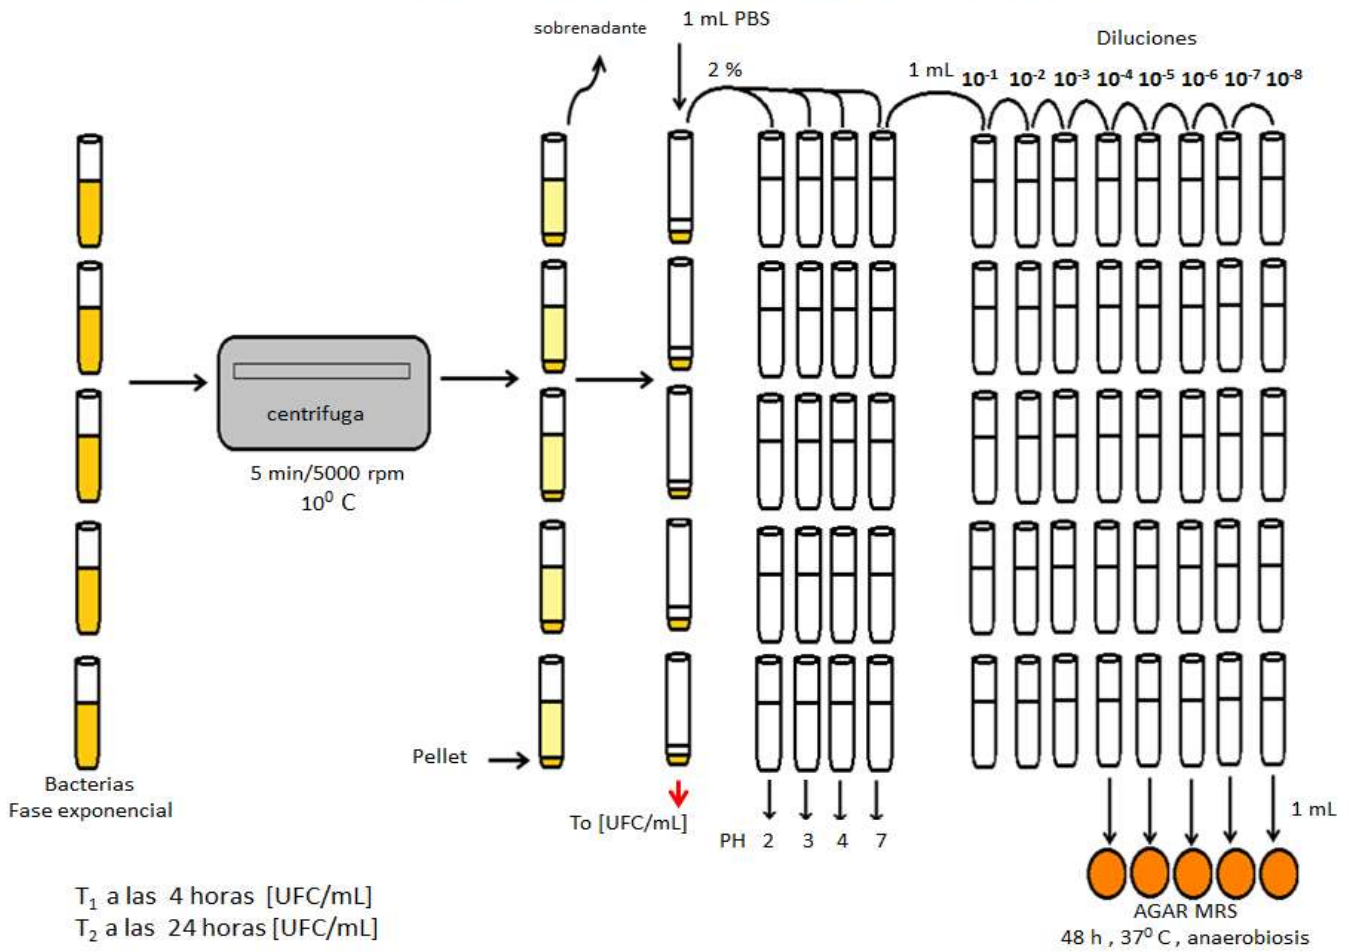 sobrenadante
1 mL PBS
2 %
1 mL
Diluciones
10-1 10-2 10-3 10-4 10-5 10-6 10-7 10-8
centrifuga
5 min/5000 rpm
10⁰ C
Pellet
Bacterias
Fase exponencial
To [UFC/mL]
PH 2 3 4 7
1 mL
T1 a las 4 horas [UFC/mL]
T2 a las 24 horas [UFC/mL]
AGAR MRS
48 h , 37⁰ C , anaerobiosis